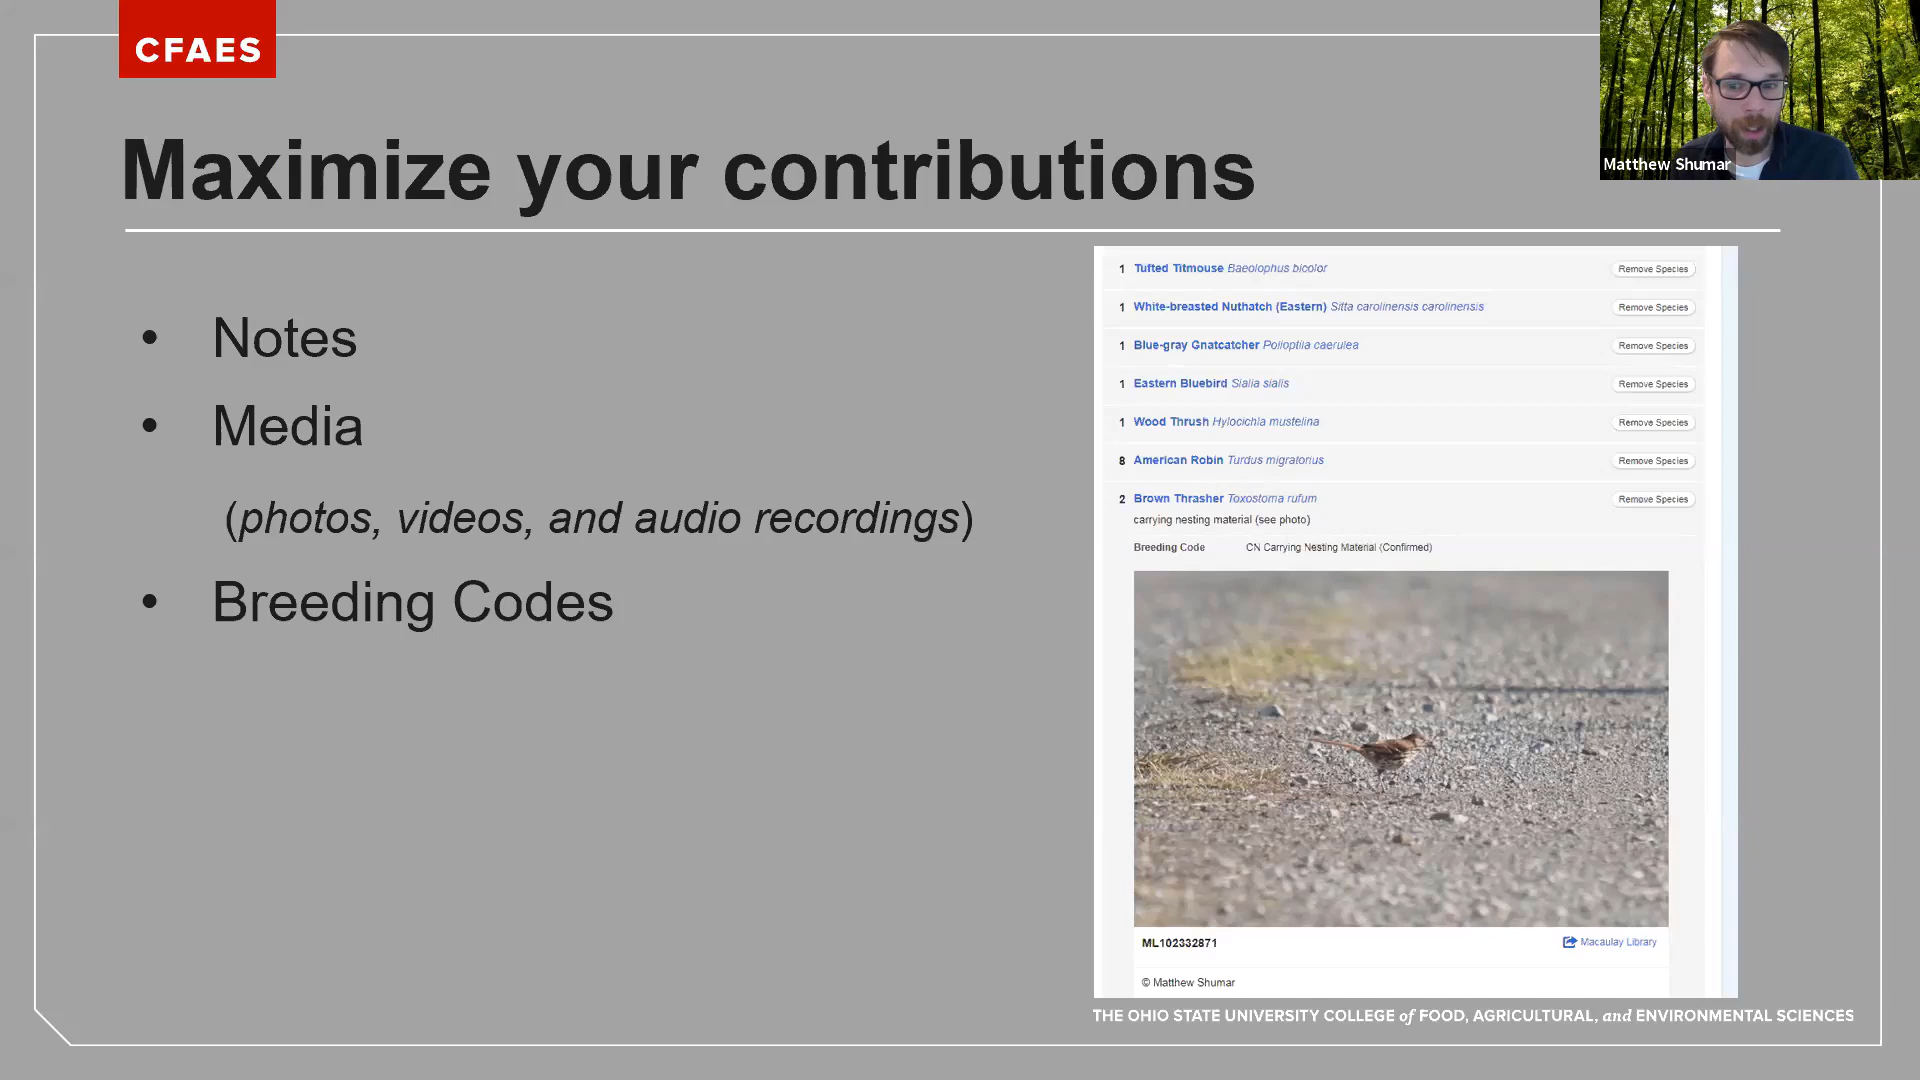 CFAES
Matthew Shumar
Maximize your contributions
• Notes
• Media
(photos, videos, and audio recordings)
• Breeding Codes
1 Tufted Titmouse Baeolophus bicolor Remove Species
1 White-breasted Nuthatch (Eastern) Sitta carolinensis carolinensis Remove Species
1 Blue-gray Gnatcatcher Polioptila caerulea Remove Species
1 Eastern Bluebird Sialia sialis Remove Species
1 Wood Thrush Hylocichla mustelina Remove Species
8 American Robin Turdus migratorius Remove Species
2 Brown Thrasher Toxostoma rufum Remove Species
carrying nesting material (see photo)
Breeding Code CN Carrying Nesting Material (Confirmed)
ML102332871 Macaulay Library
© Matthew Shumar
THE OHIO STATE UNIVERSITY COLLEGE of FOOD, AGRICULTURAL, and ENVIRONMENTAL SCIENCES